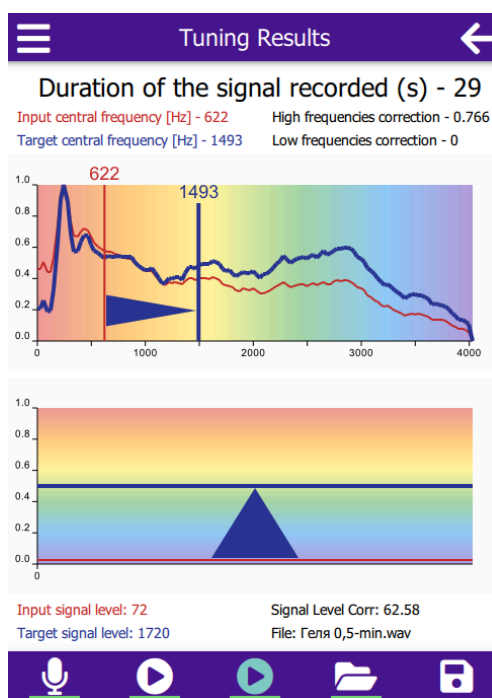 Tuning Results
Duration of the signal recorded (s) - 29
Input central frequency [Hz] - 622 High frequencies correction - 0.766
Target central frequency [Hz] - 1493 Low frequencies correction - 0
622
1493
1.0
0.8
0.6
0.4
0.2
0.0
0 1000 2000 3000 4000
1.0
0.8
0.6
0.4
0.2
0.0
0
Input signal level: 72 Signal Level Corr: 62.58
Target signal level: 1720 File: Геля 0,5-min.wav